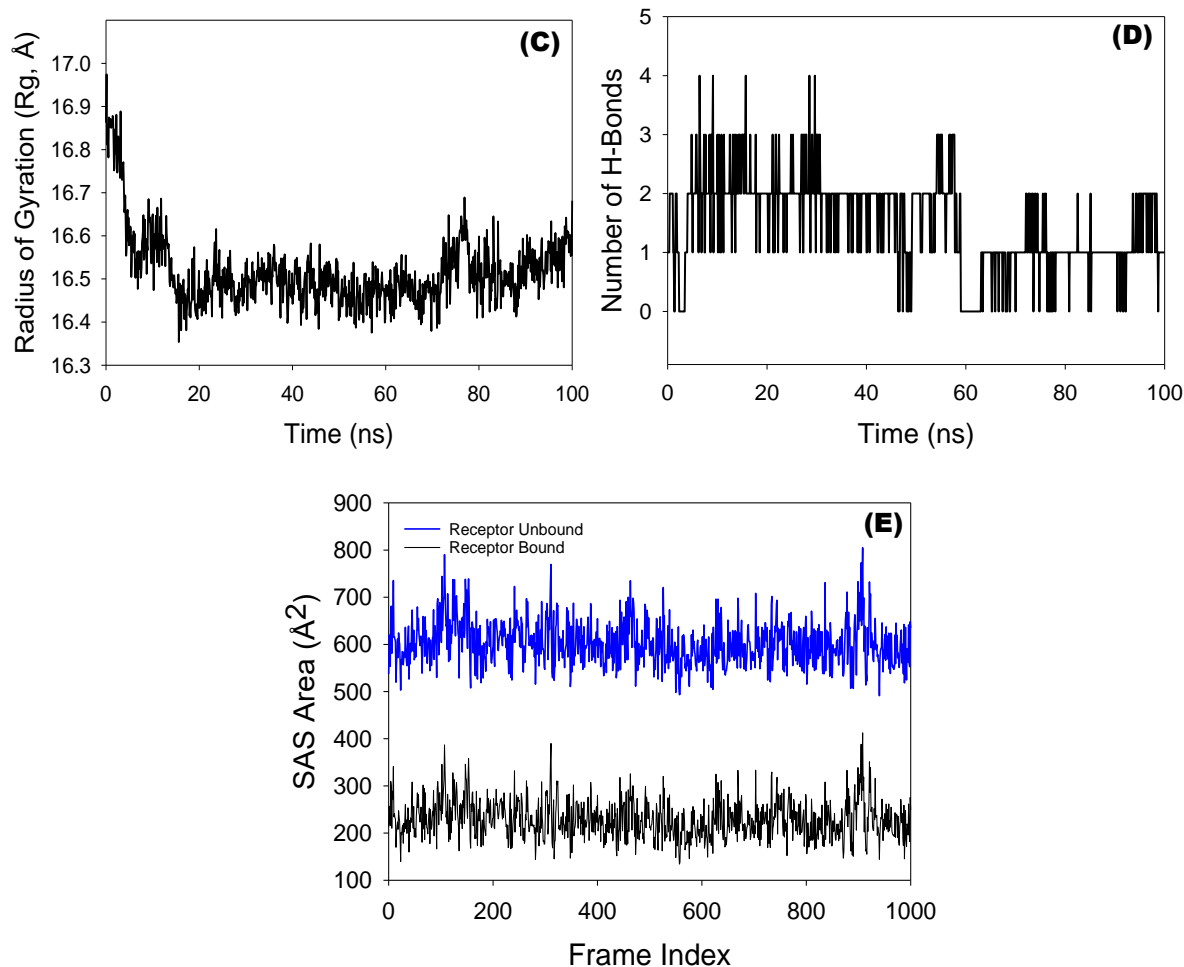 (C)
Radius of Gyration (Rg, Å)
17.0
16.9
16.8
16.7
16.6
16.5
16.4
16.3
0 20 40 60 80 100
Time (ns)
(D)
Number of H-Bonds
5
4
3
2
1
0
0 20 40 60 80 100
Time (ns)
(E)
Receptor Unbound
Receptor Bound
SAS Area (Å²)
900
800
700
600
500
400
300
200
100
0 200 400 600 800 1000
Frame Index